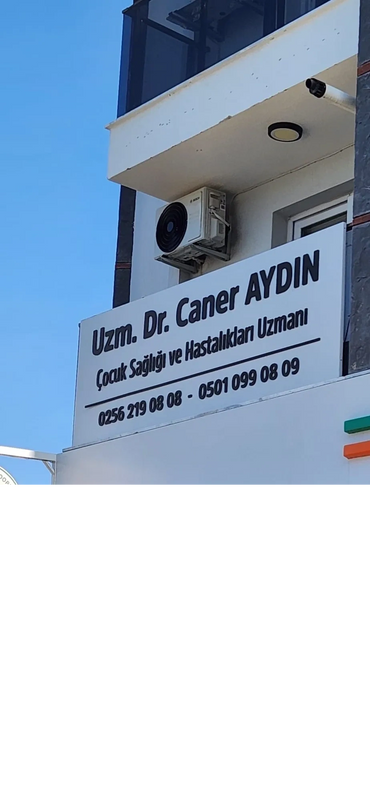 Uzm. Dr. Caner AYDIN
Çocuk Sağlığı ve Hastalıkları Uzmanı
0256 219 08 08 - 0501 099 08 09